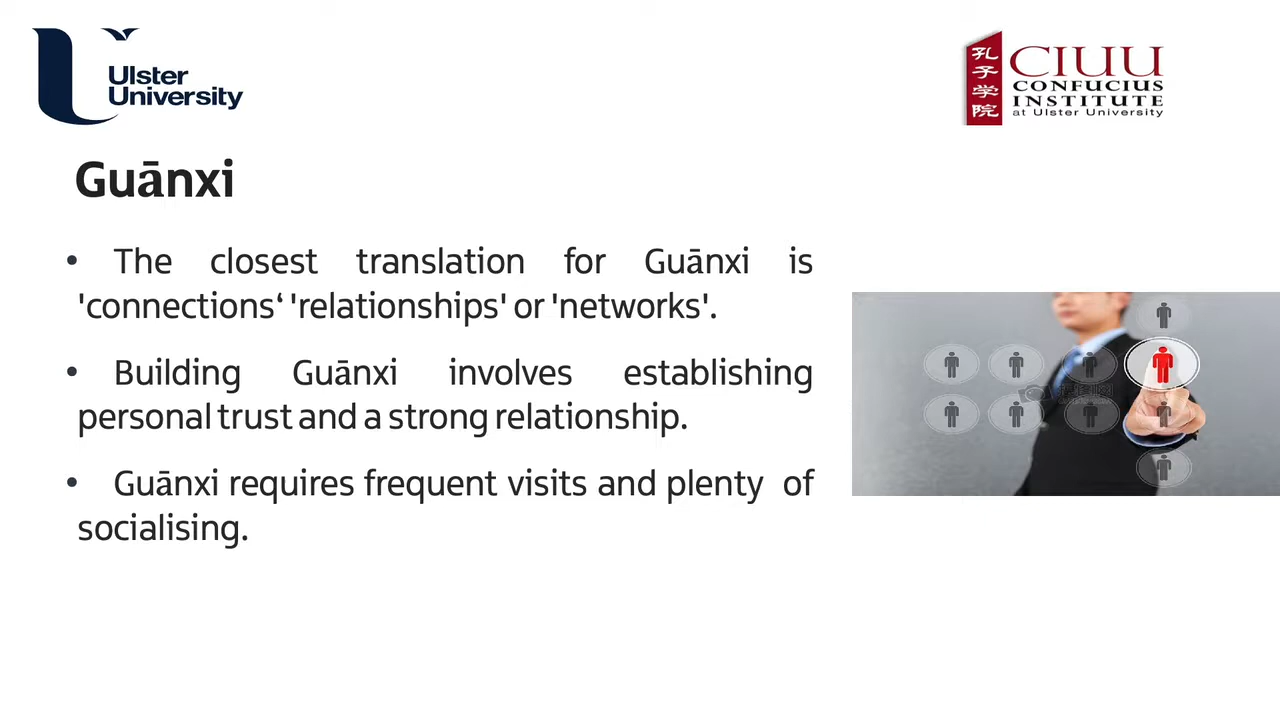 Ulster
University
孔子学院
CIUU
CONFUCIUS
INSTITUTE
at Ulster University
Guānxi
• The closest translation for Guānxi is
'connections‘ 'relationships' or 'networks'.
• Building Guānxi involves establishing
personal trust and a strong relationship.
• Guānxi requires frequent visits and plenty of
socialising.